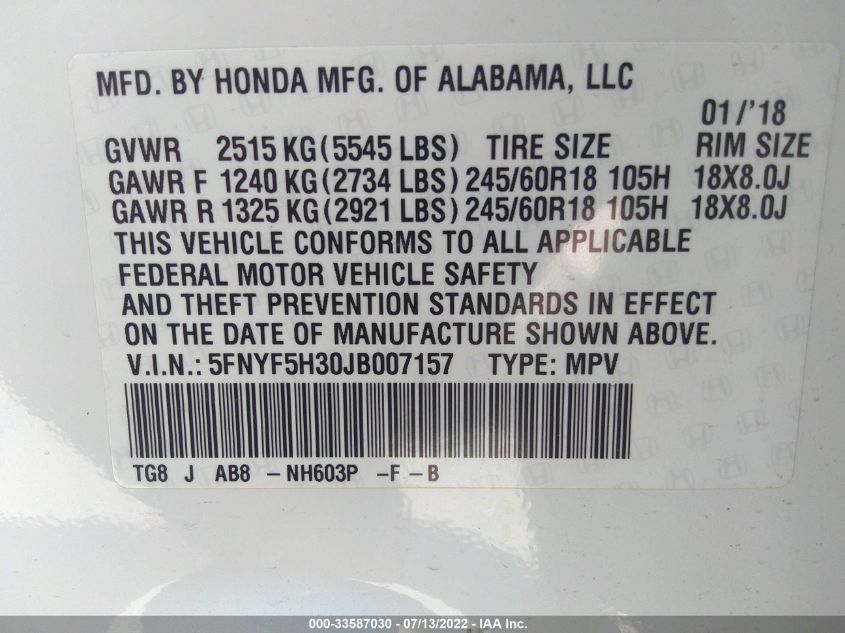 MFD. BY HONDA MFG. OF ALABAMA, LLC
01/'18
GVWR 2515 KG (5545 LBS) TIRE SIZE RIM SIZE
GAWR F 1240 KG (2734 LBS) 245/60R18 105H 18X8.0J
GAWR R 1325 KG (2921 LBS) 245/60R18 105H 18X8.0J
THIS VEHICLE CONFORMS TO ALL APPLICABLE
FEDERAL MOTOR VEHICLE SAFETY
AND THEFT PREVENTION STANDARDS IN EFFECT
ON THE DATE OF MANUFACTURE SHOWN ABOVE.
V.I.N.: 5FNYF5H30JB007157 TYPE: MPV
TG8 J AB8 -NH603P -F -B
000-33587030 - 07/13/2022 - IAA Inc.